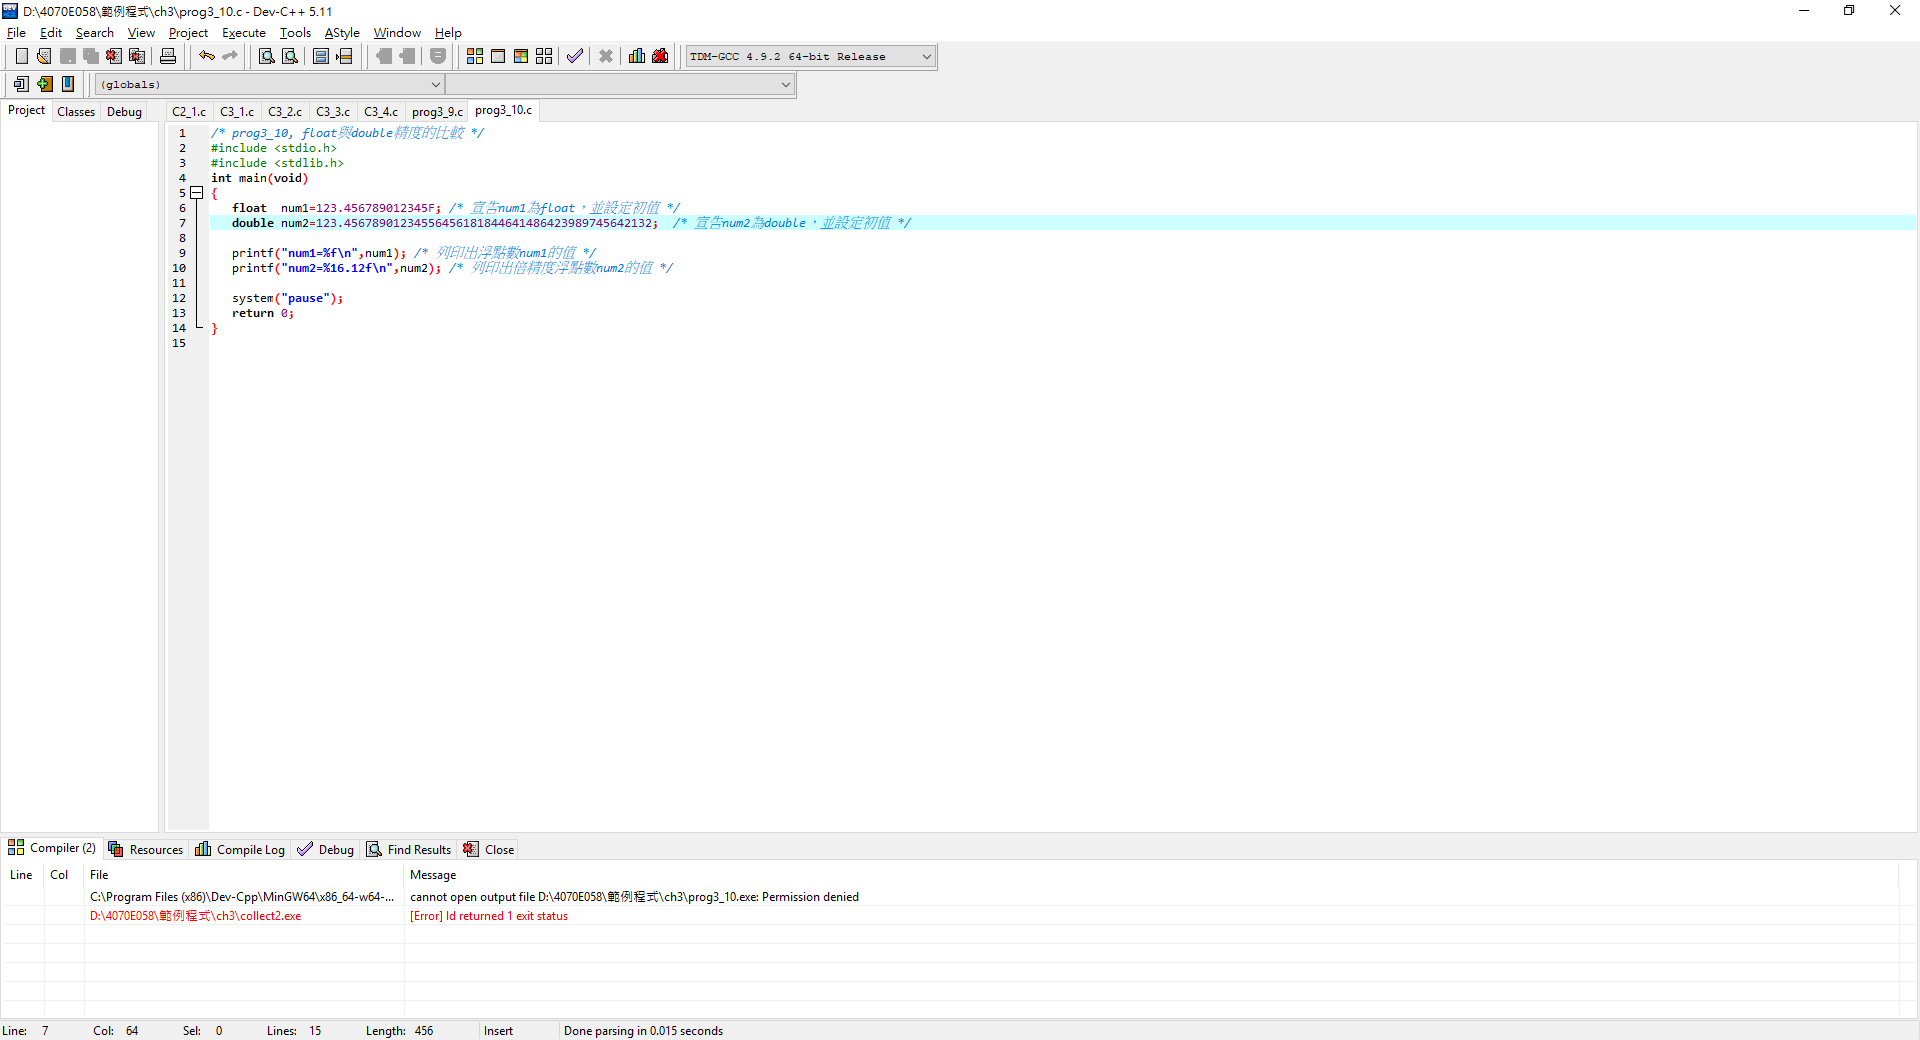 D:\4070E058\範例程式\ch3\prog3_10.c - Dev-C++ 5.11
File Edit Search View Project Execute Tools AStyle Window Help
TDM-GCC 4.9.2 64-bit Release
(globals)
Project Classes Debug C2_1.c C3_1.c C3_2.c C3_3.c C3_4.c prog3_9.c prog3_10.c
1 /* prog3_10, float與double精度的比較 */
2 #include <stdio.h>
3 #include <stdlib.h>
4 int main(void)
5 {
6 float num1=123.456789012345F; /* 宣告num1為float，並設定初值 */
7 double num2=123.456789012345564561818446414864239897456421​32; /* 宣告num2為double，並設定初值 */
8
9 printf("num1=%f\n",num1); /* 列印出浮點數num1的值 */
10 printf("num2=%16.12f\n",num2); /* 列印出倍精度浮點數num2的值 */
11
12 system("pause");
13 return 0;
14 }
15
Compiler (2) Resources Compile Log Debug Find Results Close
Line Col File Message
C:\Program Files (x86)\Dev-Cpp\MinGW64\x86_64-w64-... cannot open output file D:\4070E058\範例程式\ch3\prog3_10.exe: Permission denied
D:\4070E058\範例程式\ch3\collect2.exe [Error] ld returned 1 exit status
Line: 7 Col: 64 Sel: 0 Lines: 15 Length: 456 Insert Done parsing in 0.015 seconds